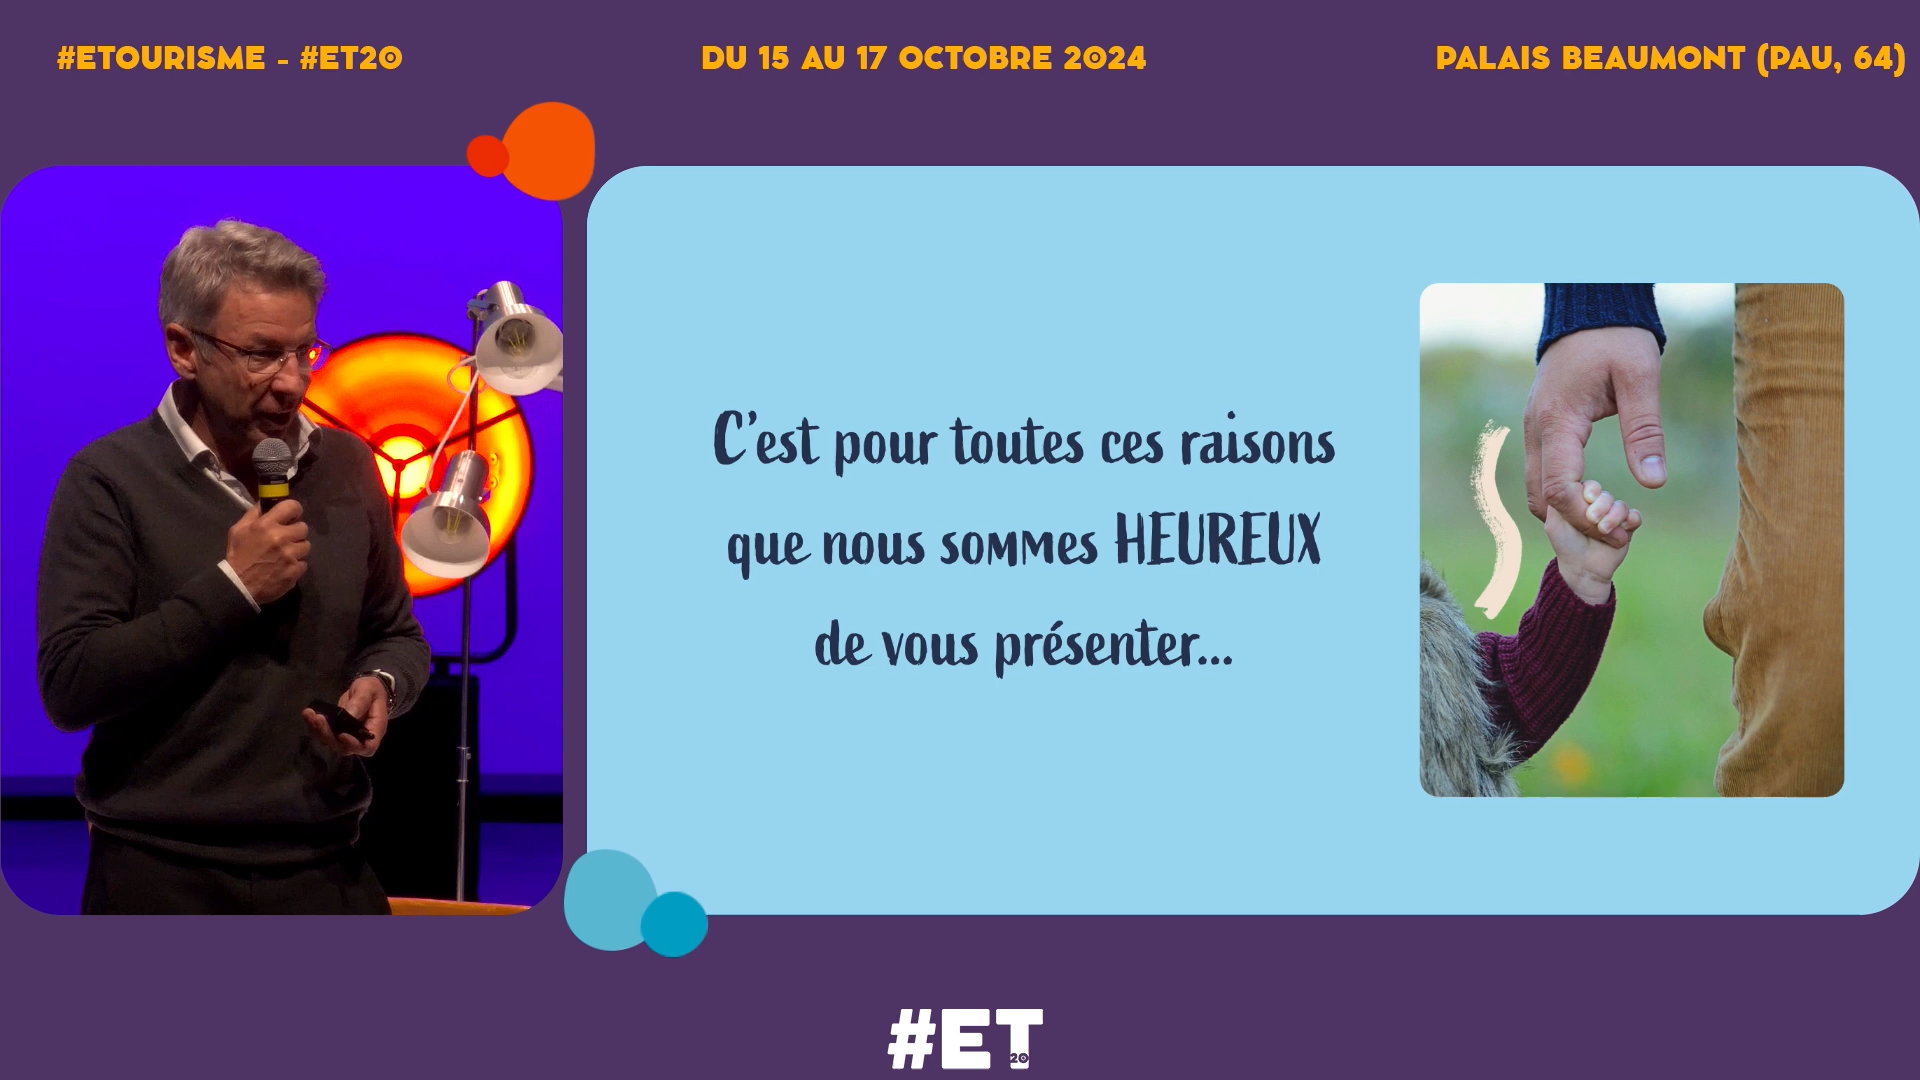 #ETOURISME - #ET20
DU 15 AU 17 OCTOBRE 2024
PALAIS BEAUMONT (PAU, 64)
C'est pour toutes ces raisons
que nous sommes HEUREUX
de vous présenter...
#ET
20